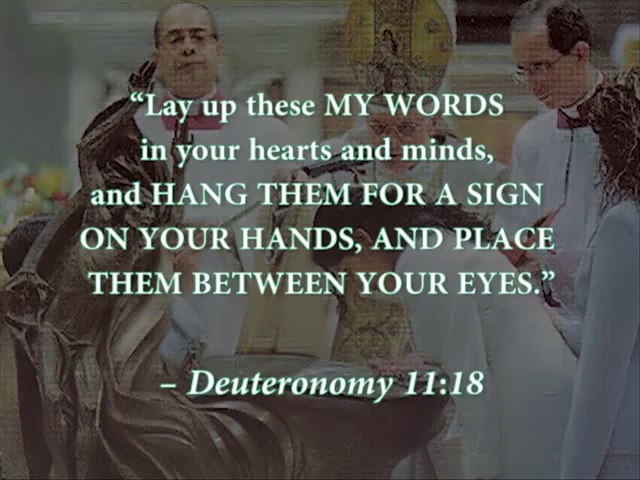 “Lay up these MY WORDS
in your hearts and minds,
and HANG THEM FOR A SIGN
ON YOUR HANDS, AND PLACE
THEM BETWEEN YOUR EYES.”
– Deuteronomy 11:18